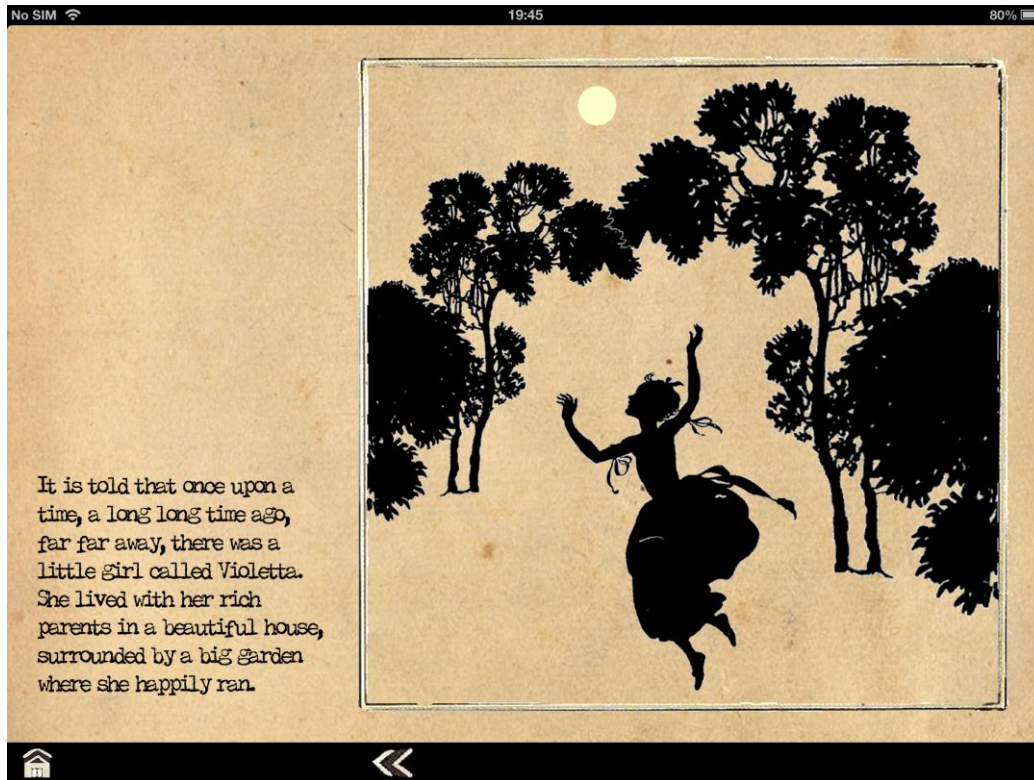 No SIM 19:45 80%
It is told that once upon a
time, a long long time ago,
far far away, there was a
little girl called Violetta.
She lived with her rich
parents in a beautiful house,
surrounded by a big garden
where she happily ran.